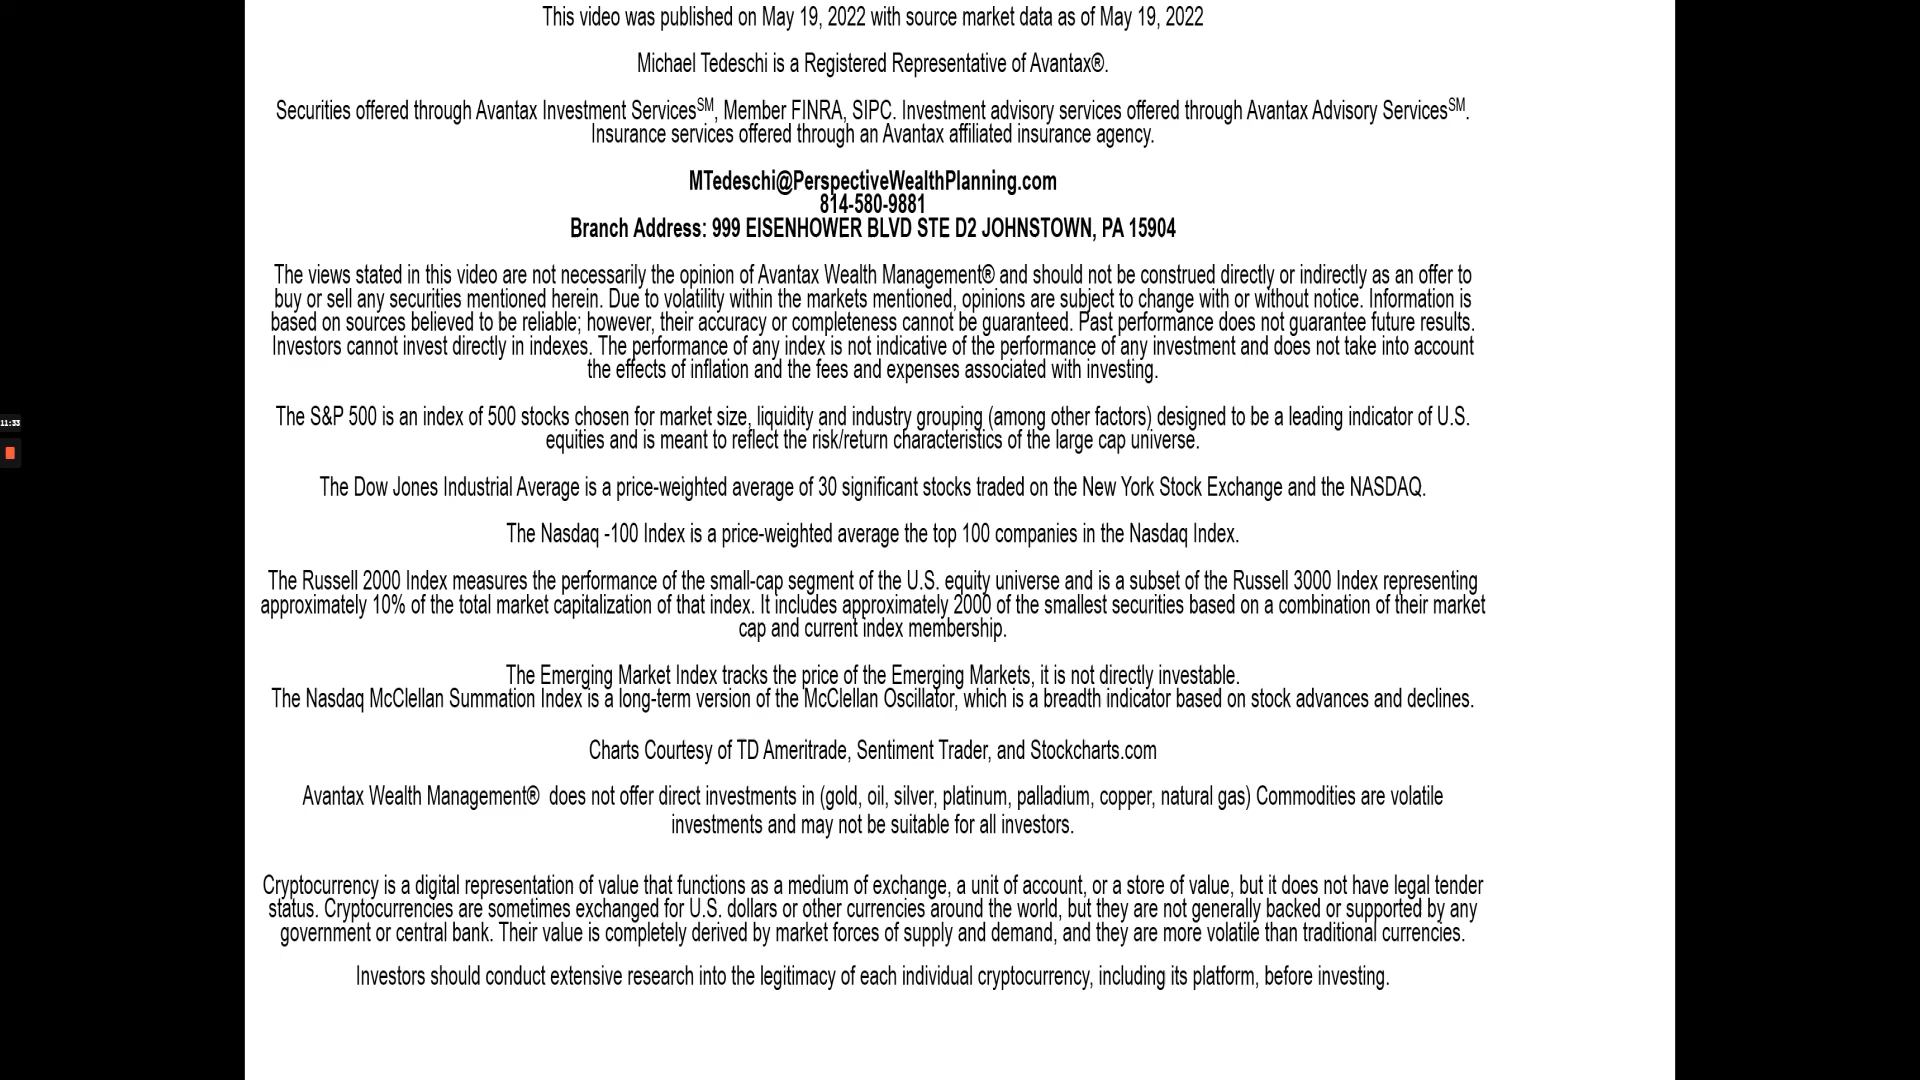 This video was published on May 19, 2022 with source market data as of May 19, 2022
Michael Tedeschi is a Registered Representative of Avantax®.
Securities offered through Avantax Investment ServicesSM, Member FINRA, SIPC. Investment advisory services offered through Avantax Advisory ServicesSM.
Insurance services offered through an Avantax affiliated insurance agency.
MTedeschi@PerspectiveWealthPlanning.com
814-580-9881
Branch Address: 999 EISENHOWER BLVD STE D2 JOHNSTOWN, PA 15904
The views stated in this video are not necessarily the opinion of Avantax Wealth Management® and should not be construed directly or indirectly as an offer to
buy or sell any securities mentioned herein. Due to volatility within the markets mentioned, opinions are subject to change with or without notice. Information is
based on sources believed to be reliable; however, their accuracy or completeness cannot be guaranteed. Past performance does not guarantee future results.
Investors cannot invest directly in indexes. The performance of any index is not indicative of the performance of any investment and does not take into account
the effects of inflation and the fees and expenses associated with investing.
11:33
The S&P 500 is an index of 500 stocks chosen for market size, liquidity and industry grouping (among other factors) designed to be a leading indicator of U.S.
equities and is meant to reflect the risk/return characteristics of the large cap universe.
The Dow Jones Industrial Average is a price-weighted average of 30 significant stocks traded on the New York Stock Exchange and the NASDAQ.
The Nasdaq -100 Index is a price-weighted average the top 100 companies in the Nasdaq Index.
The Russell 2000 Index measures the performance of the small-cap segment of the U.S. equity universe and is a subset of the Russell 3000 Index representing
approximately 10% of the total market capitalization of that index. It includes approximately 2000 of the smallest securities based on a combination of their market
cap and current index membership.
The Emerging Market Index tracks the price of the Emerging Markets, it is not directly investable.
The Nasdaq McClellan Summation Index is a long-term version of the McClellan Oscillator, which is a breadth indicator based on stock advances and declines.
Charts Courtesy of TD Ameritrade, Sentiment Trader, and Stockcharts.com
Avantax Wealth Management® does not offer direct investments in (gold, oil, silver, platinum, palladium, copper, natural gas) Commodities are volatile
investments and may not be suitable for all investors.
Cryptocurrency is a digital representation of value that functions as a medium of exchange, a unit of account, or a store of value, but it does not have legal tender
status. Cryptocurrencies are sometimes exchanged for U.S. dollars or other currencies around the world, but they are not generally backed or supported by any
government or central bank. Their value is completely derived by market forces of supply and demand, and they are more volatile than traditional currencies.
Investors should conduct extensive research into the legitimacy of each individual cryptocurrency, including its platform, before investing.